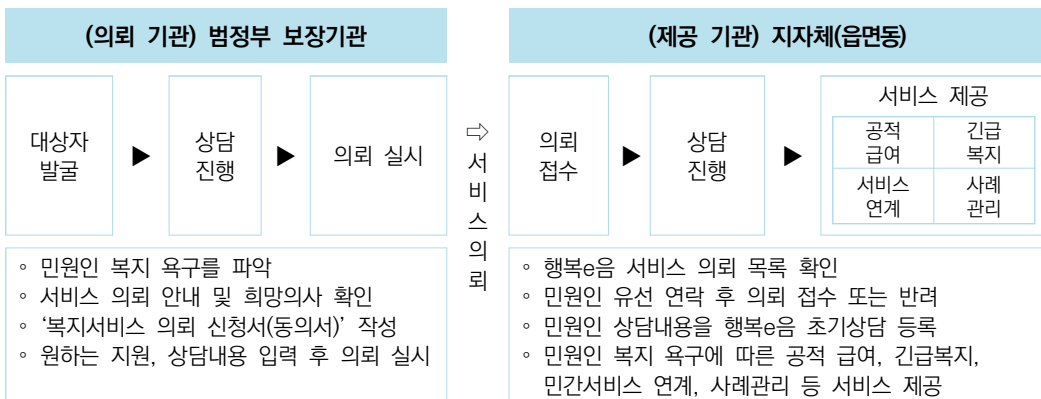 (의뢰 기관) 범정부 보장기관
대상자
발굴
▶
상담
진행
▶
의뢰 실시
◦ 민원인 복지 욕구를 파악
◦ 서비스 의뢰 안내 및 희망의사 확인
◦ ‘복지서비스 의뢰 신청서(동의서)’ 작성
◦ 원하는 지원, 상담내용 입력 후 의뢰 실시
⇨
서
비
스
의
뢰
(제공 기관) 지자체(읍면동)
의뢰
접수
▶
상담
진행
▶
서비스 제공
공적
급여
긴급
복지
서비스
연계
사례
관리
◦ 행복e음 서비스 의뢰 목록 확인
◦ 민원인 유선 연락 후 의뢰 접수 또는 반려
◦ 민원인 상담내용을 행복e음 초기상담 등록
◦ 민원인 복지 욕구에 따른 공적 급여, 긴급복지,
민간서비스 연계, 사례관리 등 서비스 제공